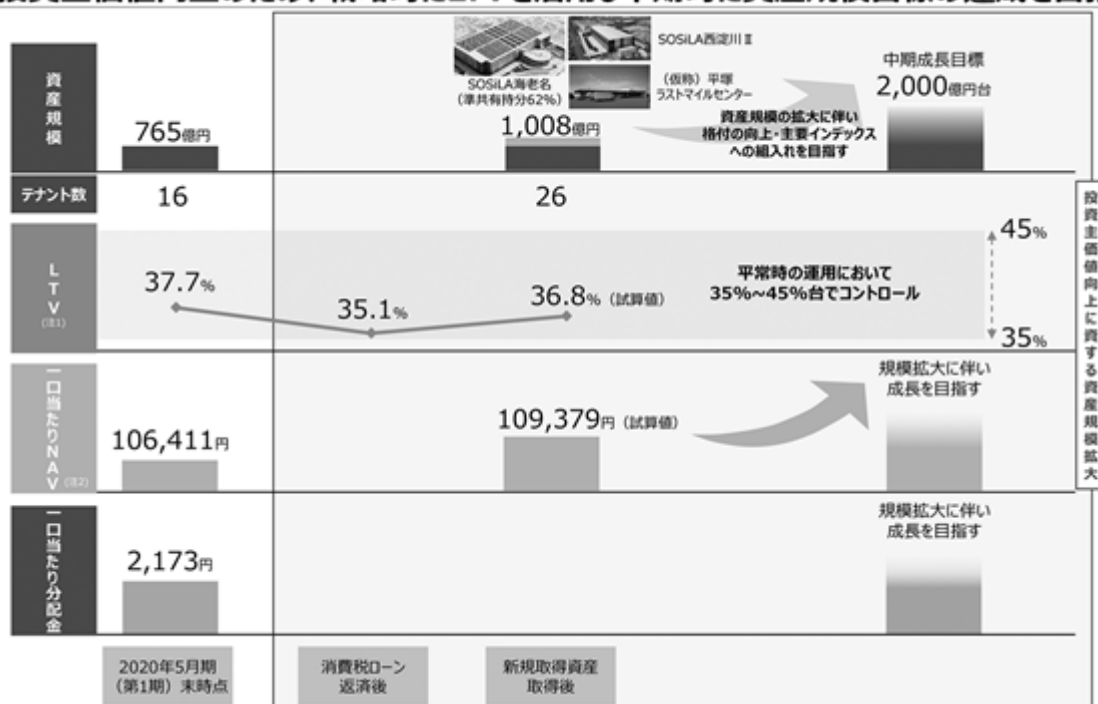 資産規模
765億円
SOSiLA海老名
(準共有持分62%)
SOSiLA西淀川Ⅱ
(仮称)平塚
ラストマイルセンター
1,008億円
資産規模の拡大に伴い
格付の向上・主要インデックス
への組入れを目指す
中期成長目標
2,000億円台
テナント数
16
26
LTV
(注1)
37.7%
35.1%
36.8%(試算値)
平常時の運用において
35%~45%台でコントロール
45%
35%
一口当たりNAV(注2)
106,411円
109,379円(試算値)
規模拡大に伴い
成長を目指す
一口当たり分配金
2,173円
規模拡大に伴い
成長を目指す
2020年5月期
(第1期)末時点
消費税ローン
返済後
新規取得資産
取得後
投資主価値向上に資する資産規模拡大